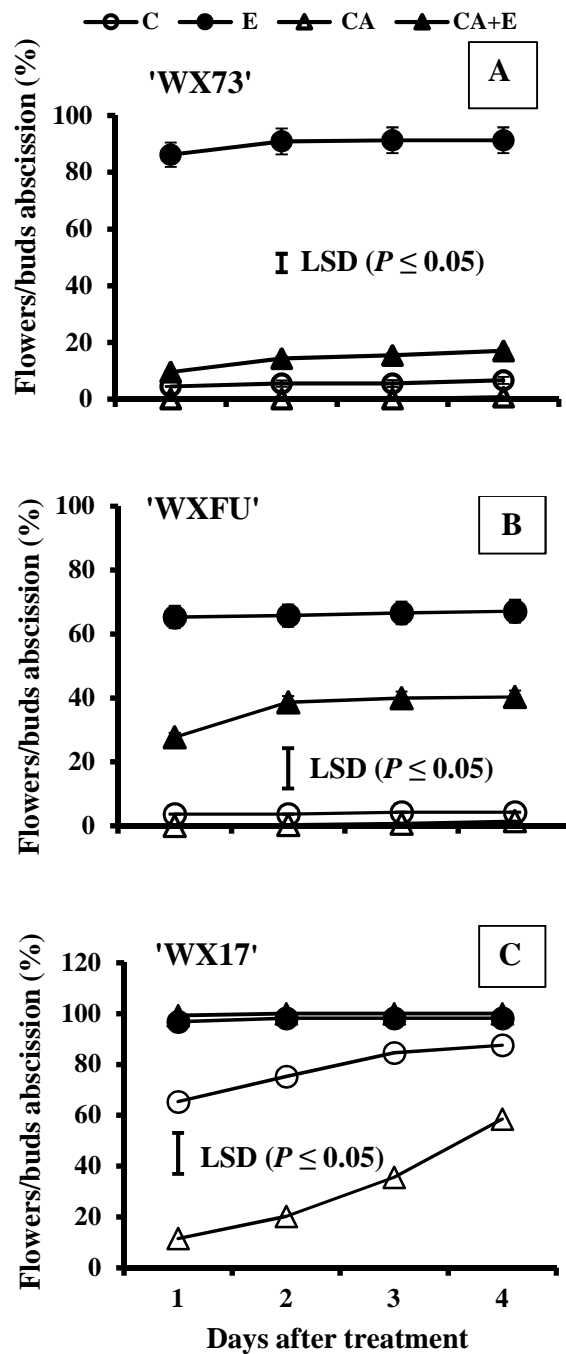 C E CA CA+E
'WX73' A
100
80
60
40
20
0
Flowers/buds abscission (%)
LSD (P ≤ 0.05)
'WXFU' B
100
80
60
40
20
0
Flowers/buds abscission (%)
LSD (P ≤ 0.05)
'WX17' C
120
100
80
60
40
20
0
Flowers/buds abscission (%)
LSD (P ≤ 0.05)
1 2 3 4
Days after treatment